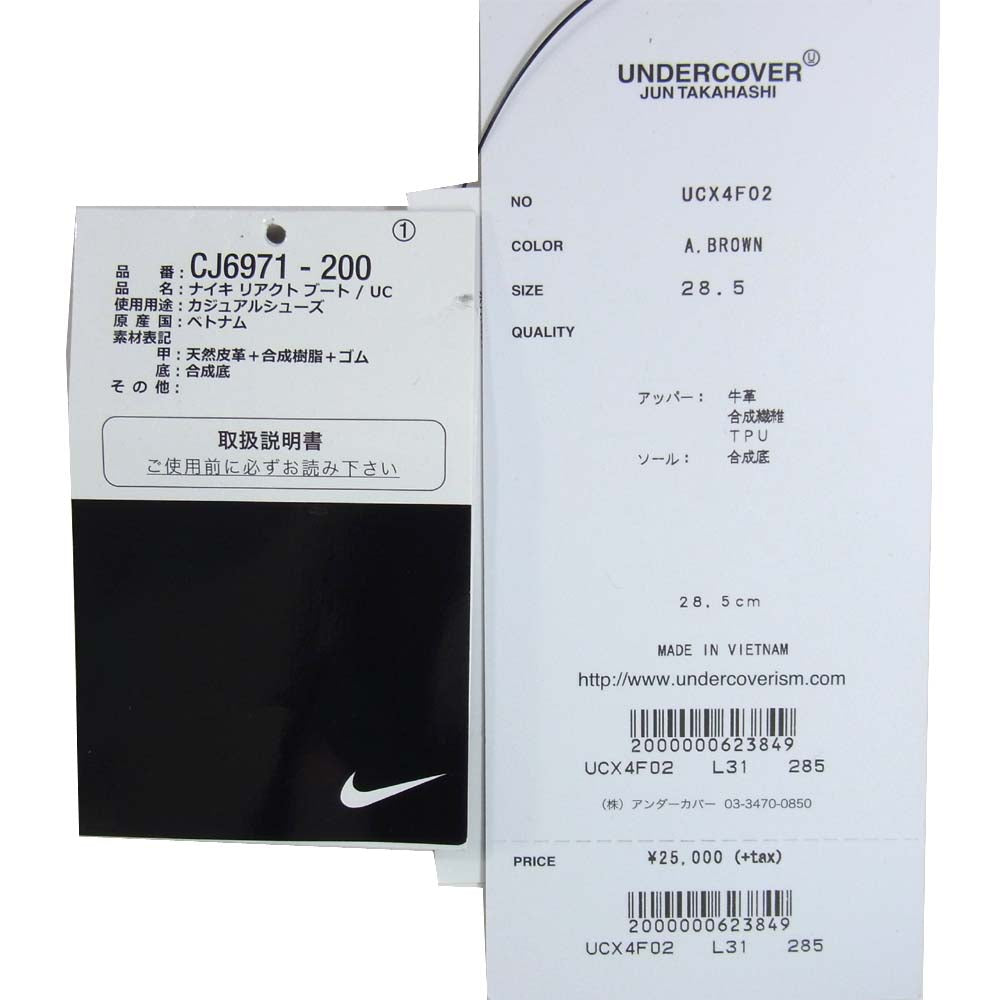 ①
品 番 : CJ6971 - 200
品 名 : ナイキ リアクト ブート / UC
使用用途 : カジュアルシューズ
原 産 国 : ベトナム
素材表記
甲 : 天然皮革＋合成樹脂＋ゴム
底 : 合成底
そ の 他 :
取扱説明書
ご使用前に必ずお読み下さい
UNDERCOVER Ⓤ
JUN TAKAHASHI
NO UCX4F02
COLOR A.BROWN
SIZE 28.5
QUALITY
アッパー： 牛革
合成繊維
ＴＰＵ
ソール： 合成底
28.5cm
MADE IN VIETNAM
http://www.undercoverism.com
2000000623849
UCX4F02 L31 285
（株）アンダーカバー 03-3470-0850
PRICE ¥25,000 (+tax)
2000000623849
UCX4F02 L31 285